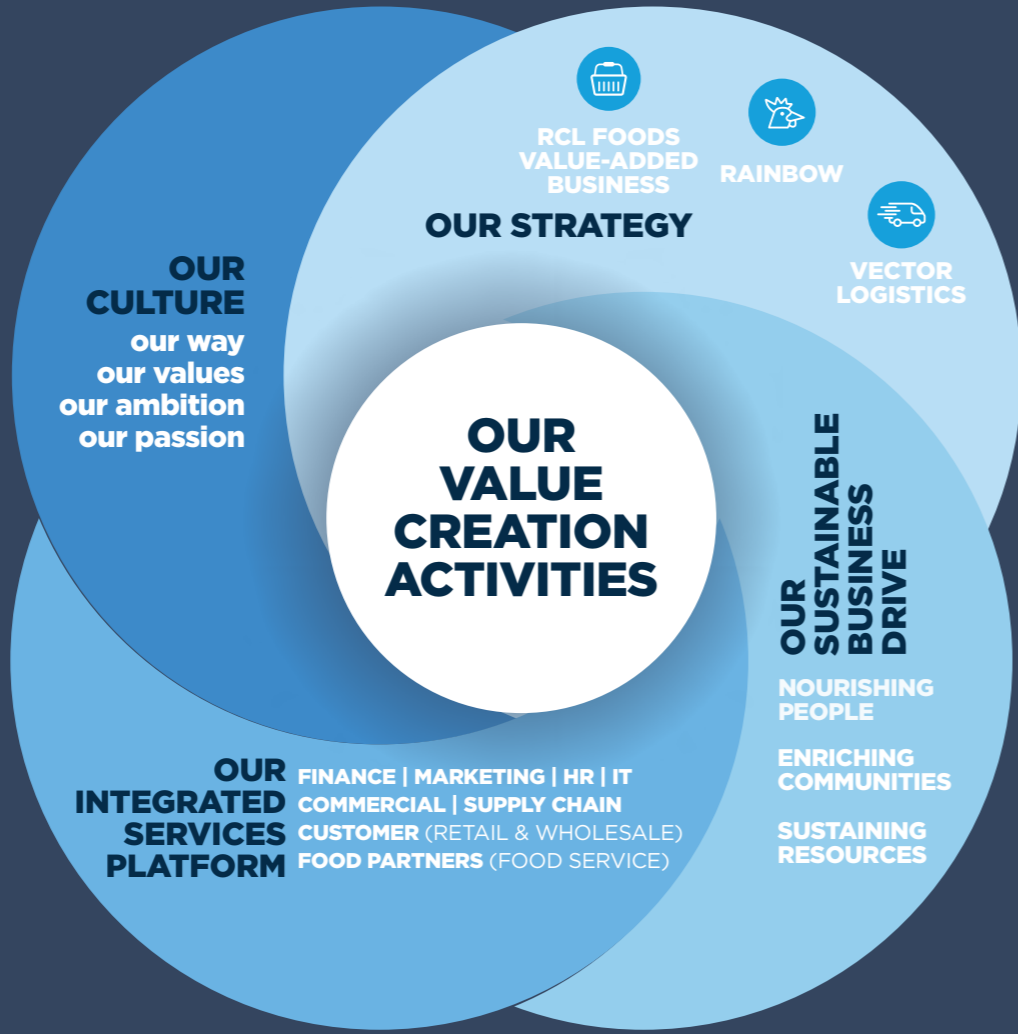 RCL FOODS
VALUE-ADDED
BUSINESS
RAINBOW
VECTOR
LOGISTICS
OUR STRATEGY
OUR
CULTURE
our way
our values
our ambition
our passion
OUR
VALUE
CREATION
ACTIVITIES
OUR
SUSTAINABLE
BUSINESS
DRIVE
NOURISHING
PEOPLE
ENRICHING
COMMUNITIES
SUSTAINING
RESOURCES
OUR
INTEGRATED
SERVICES
PLATFORM
FINANCE | MARKETING | HR | IT
COMMERCIAL | SUPPLY CHAIN
CUSTOMER (RETAIL & WHOLESALE)
FOOD PARTNERS (FOOD SERVICE)